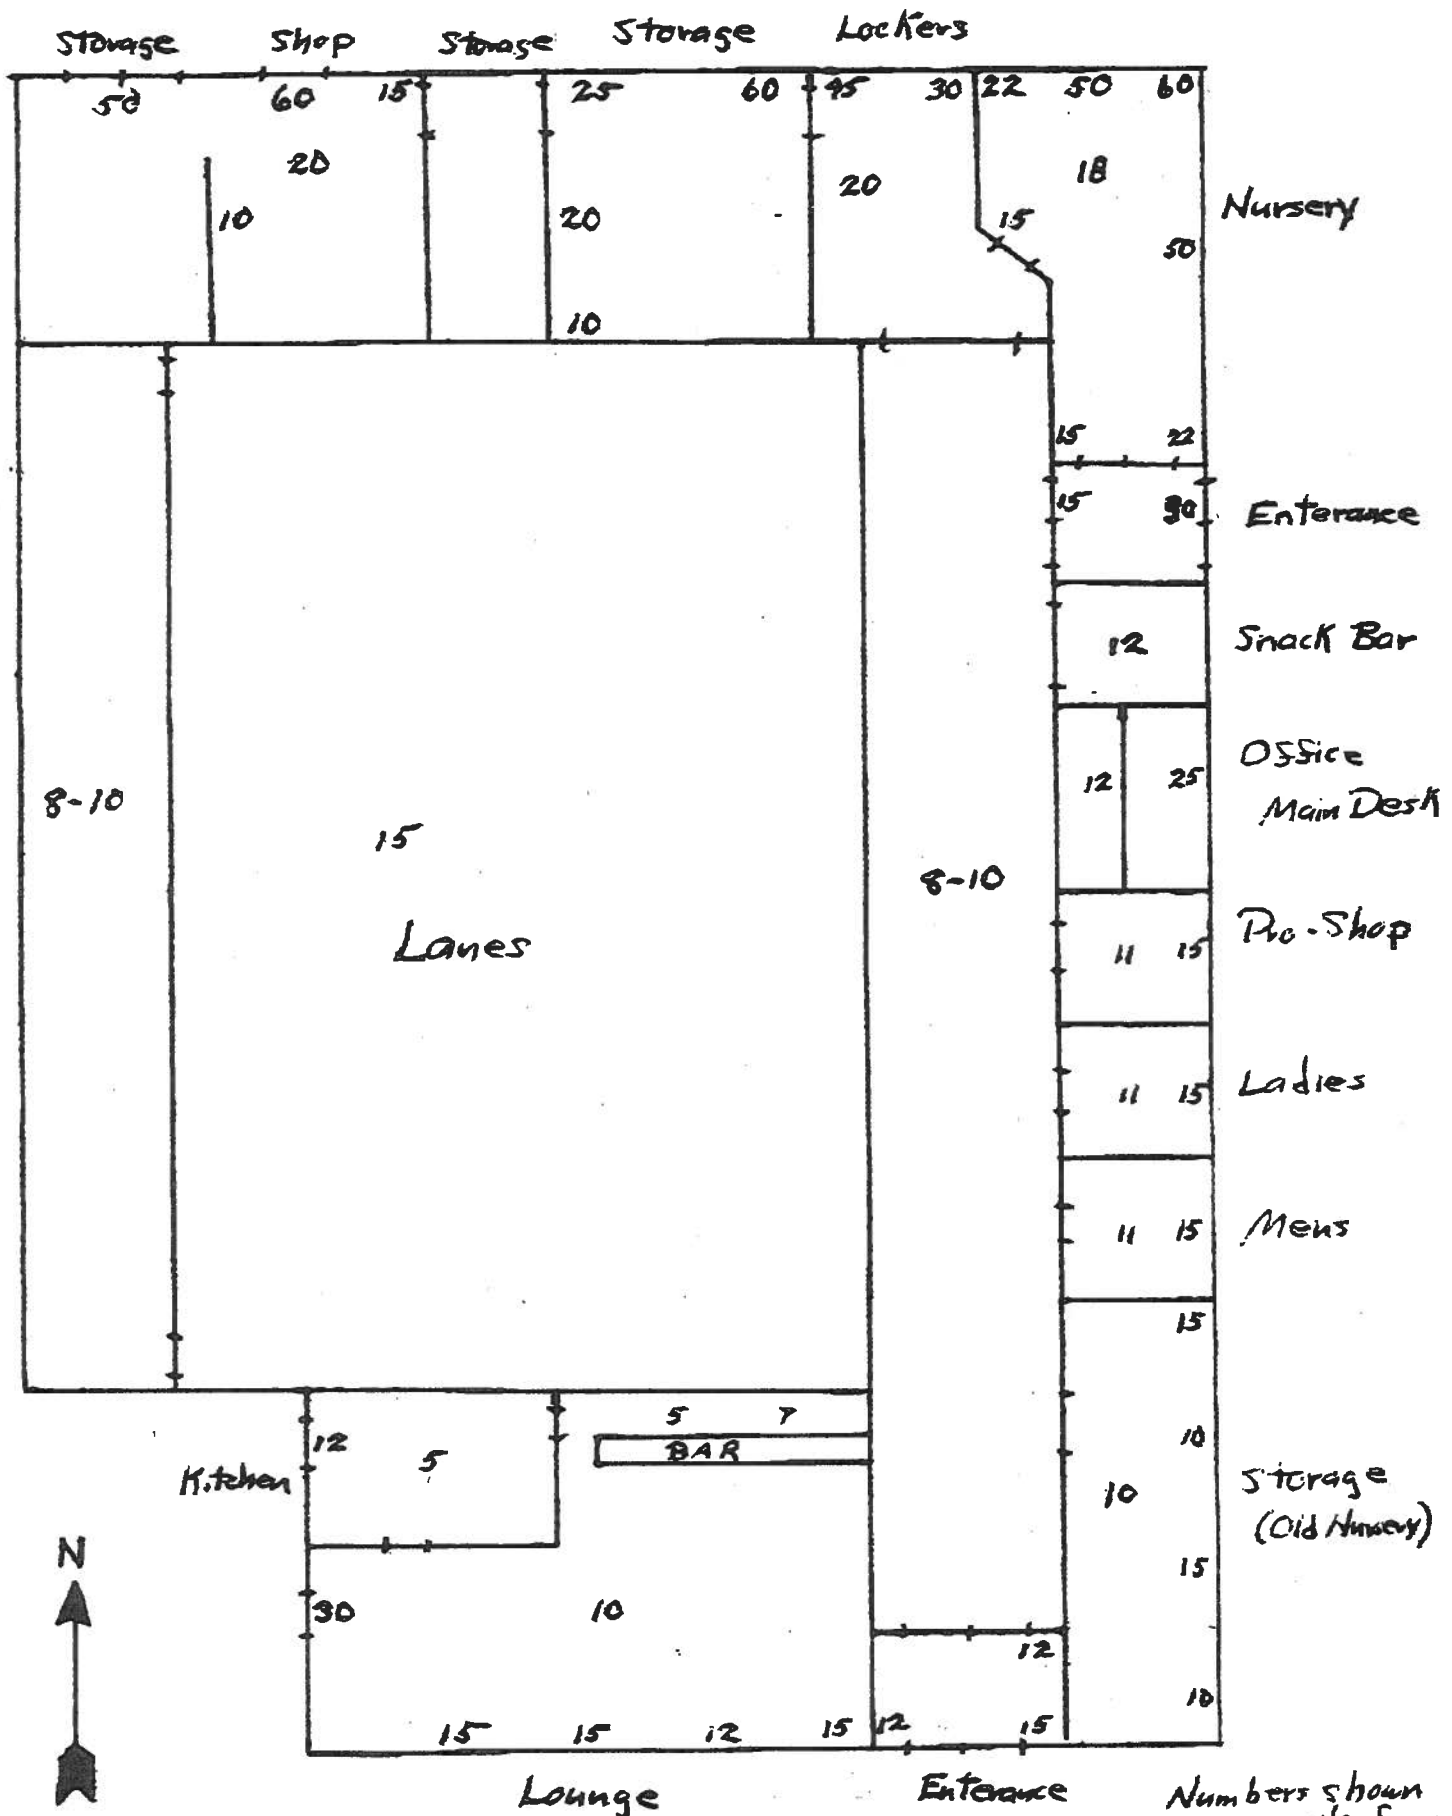 Storage Shop Storage Storage Lockers
50 60 15 25 60 45 30 22 50 60
20
18
20
10
20
15
Nursery
50
10
15 22
15 30
Enterance
12
Snack Bar
Office
12 25
Main Desk
8-10
15
8-10
Lanes
Pro-Shop
11 15
Ladies
11 15
Mens
11 15
15
5 7
BAR
12
5
10
Kitchen
10
Storage
(Old Nursery)
N
15
30
10
12
10
15 15 12 15 12 15
Lounge
Enterance
Numbers shown